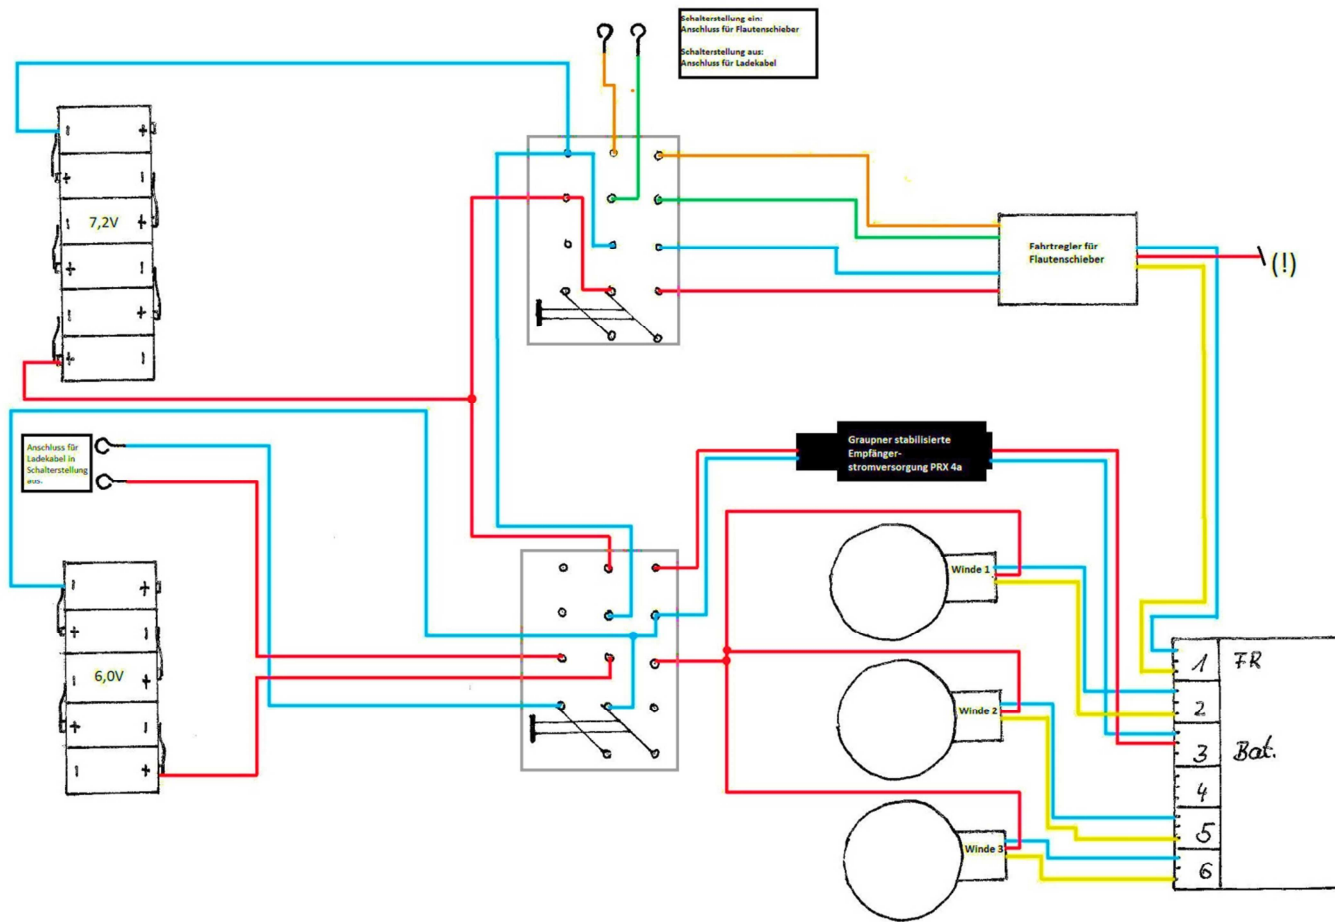 Schalterstellung ein:
Anschluss für Flautenschieber
Schalterstellung aus:
Anschluss für Ladekabel
7,2V
Fahrtregler für
Flautenschieber
(!)
Anschluss für
Ladekabel in
Schalterstellung
aus.
Graupner stabilisierte
Empfänger-
stromversorgung PRX 4a
6,0V
Winde 1
Winde 2
Winde 3
1 FR
2
3 Bat.
4
5
6